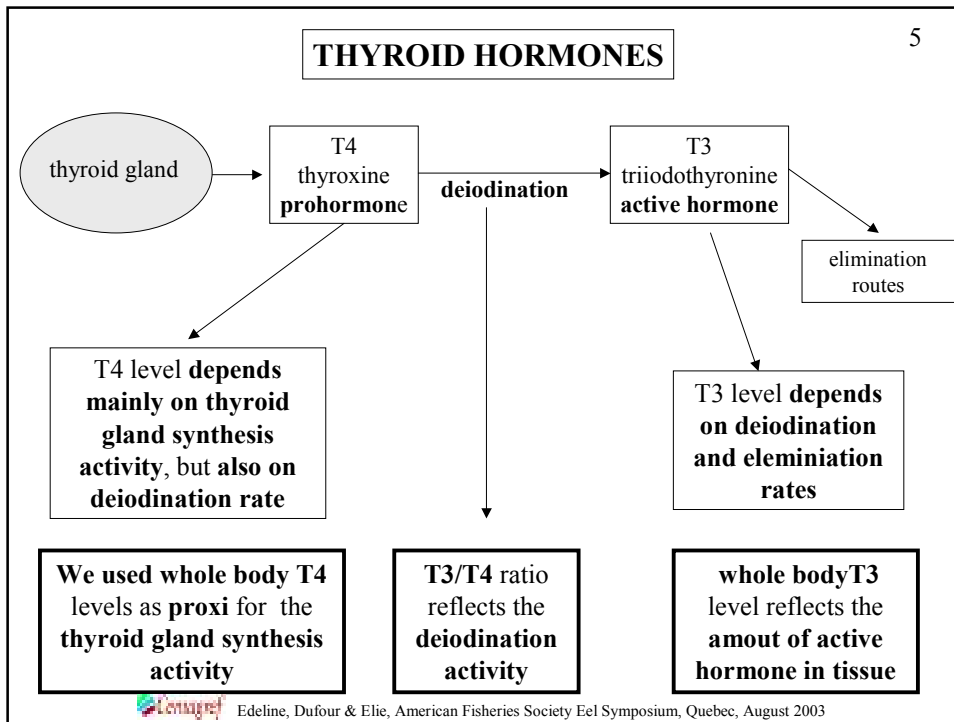 5
THYROID HORMONES
thyroid gland
T4
thyroxine
prohormone
deiodination
T3
triiodothyronine
active hormone
elimination
routes
T4 level depends
mainly on thyroid
gland synthesis
activity, but also on
deiodination rate
T3 level depends
on deiodination
and eleminiation
rates
We used whole body T4
levels as proxi for the
thyroid gland synthesis
activity
T3/T4 ratio
reflects the
deiodination
activity
whole bodyT3
level reflects the
amout of active
hormone in tissue
Cemagref Edeline, Dufour & Elie, American Fisheries Society Eel Symposium, Quebec, August 2003